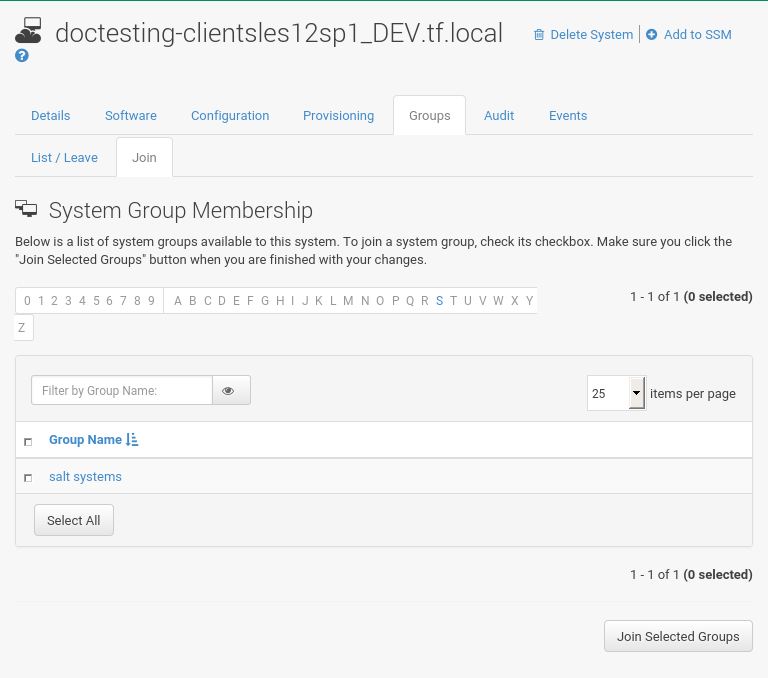 doctesting-clientsles12sp1_DEV.tf.local
Delete System | Add to SSM
?
Details Software Configuration Provisioning Groups Audit Events
List / Leave Join
System Group Membership
Below is a list of system groups available to this system. To join a system group, check its checkbox. Make sure you click the
"Join Selected Groups" button when you are finished with your changes.
0 1 2 3 4 5 6 7 8 9 A B C D E F G H I J K L M N O P Q R S T U V W X Y
1 - 1 of 1 (0 selected)
Z
Filter by Group Name:
25 items per page
Group Name
salt systems
Select All
1 - 1 of 1 (0 selected)
Join Selected Groups